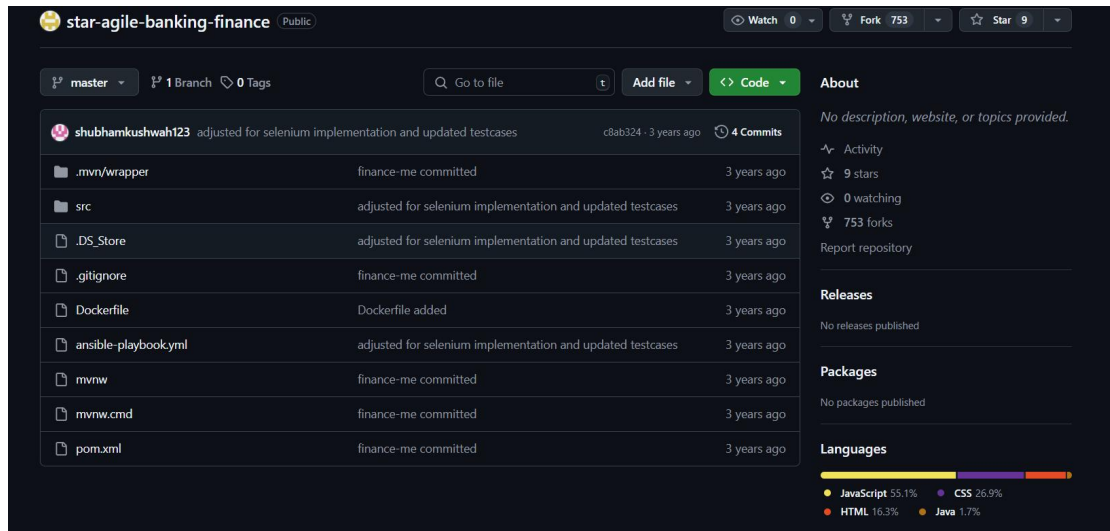 star-agile-banking-finance Public
Watch 0 Fork 753 Star 9
master 1 Branch 0 Tags Go to file t Add file <> Code
shubhamkushwah123 adjusted for selenium implementation and updated testcases c8ab324 · 3 years ago 4 Commits
.mvn/wrapper finance-me committed 3 years ago
src adjusted for selenium implementation and updated testcases 3 years ago
.DS_Store adjusted for selenium implementation and updated testcases 3 years ago
.gitignore finance-me committed 3 years ago
Dockerfile Dockerfile added 3 years ago
ansible-playbook.yml adjusted for selenium implementation and updated testcases 3 years ago
mvnw finance-me committed 3 years ago
mvnw.cmd finance-me committed 3 years ago
pom.xml finance-me committed 3 years ago
About
No description, website, or topics provided.
Activity
9 stars
0 watching
753 forks
Report repository
Releases
No releases published
Packages
No packages published
Languages
JavaScript 55.1% CSS 26.9%
HTML 16.3% Java 1.7%